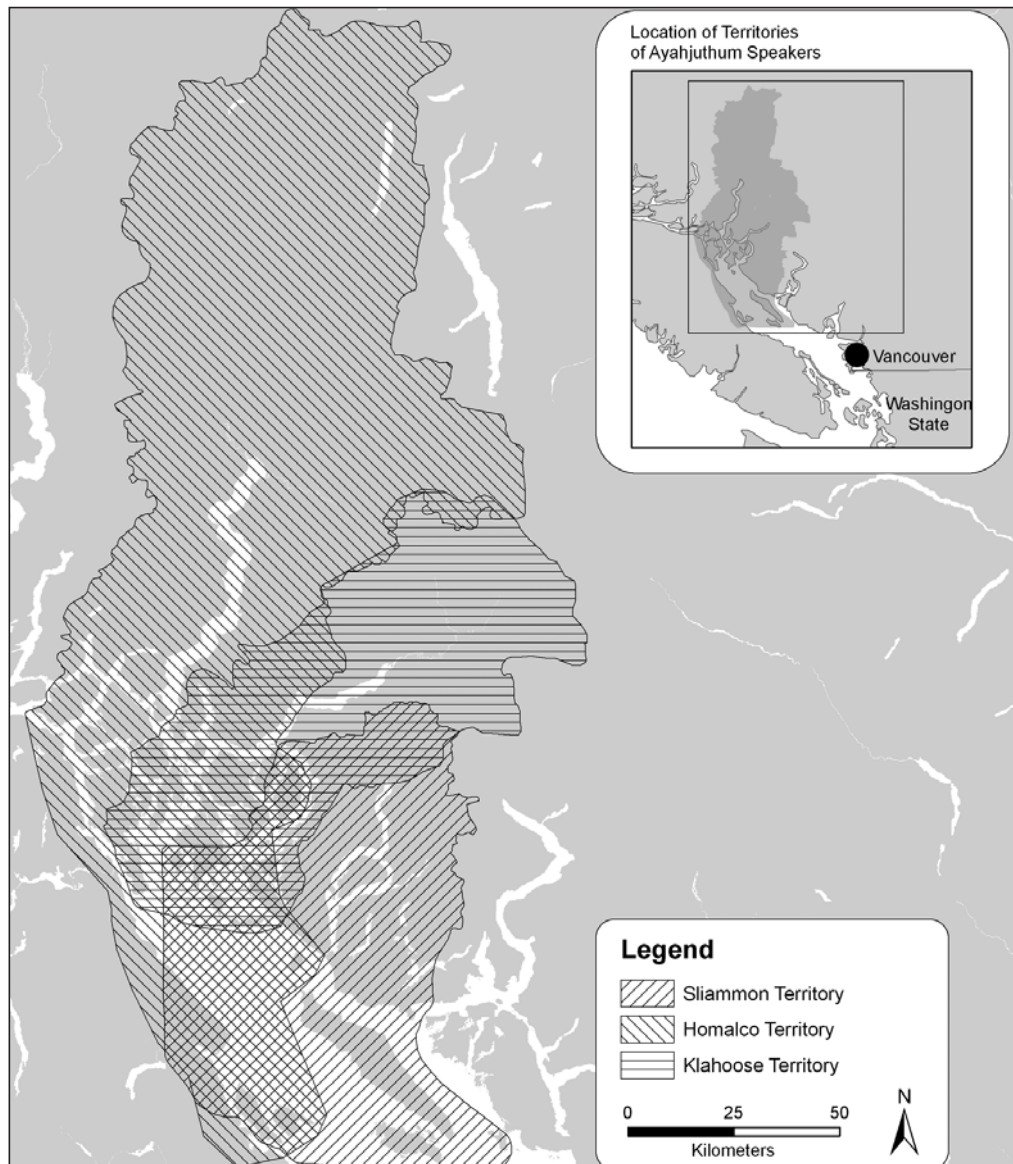 Location of Territories
of Ayahjuthum Speakers
Vancouver
Washingon
State
Legend
Sliammon Territory
Homalco Territory
Klahoose Territory
0 25 50
Kilometers
N